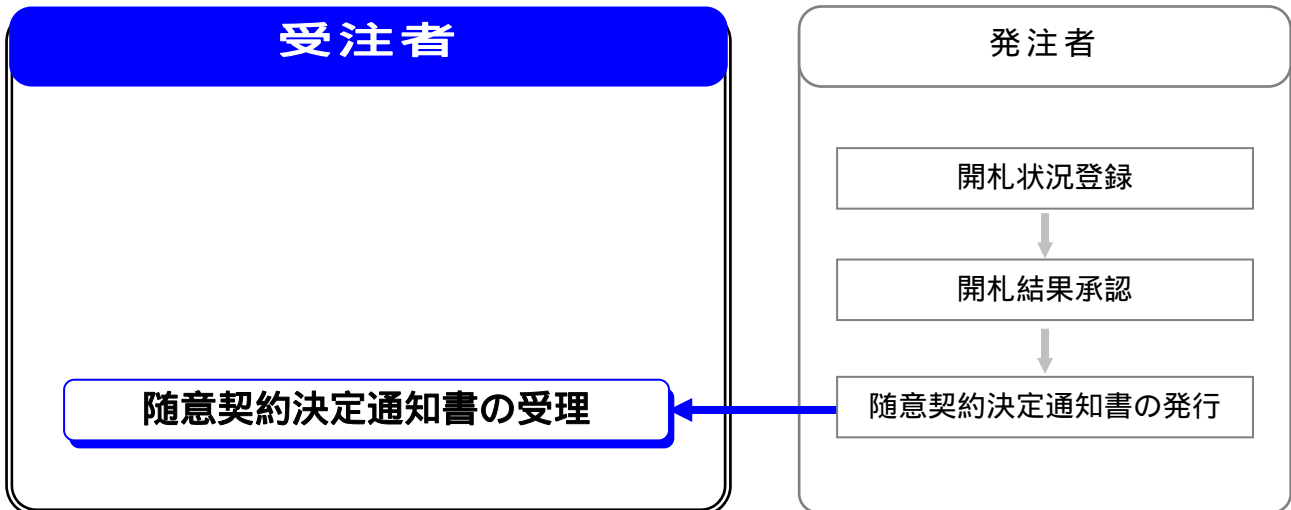 受注者
発注者
開札状況登録
開札結果承認
随意契約決定通知書の受理
随意契約決定通知書の発行